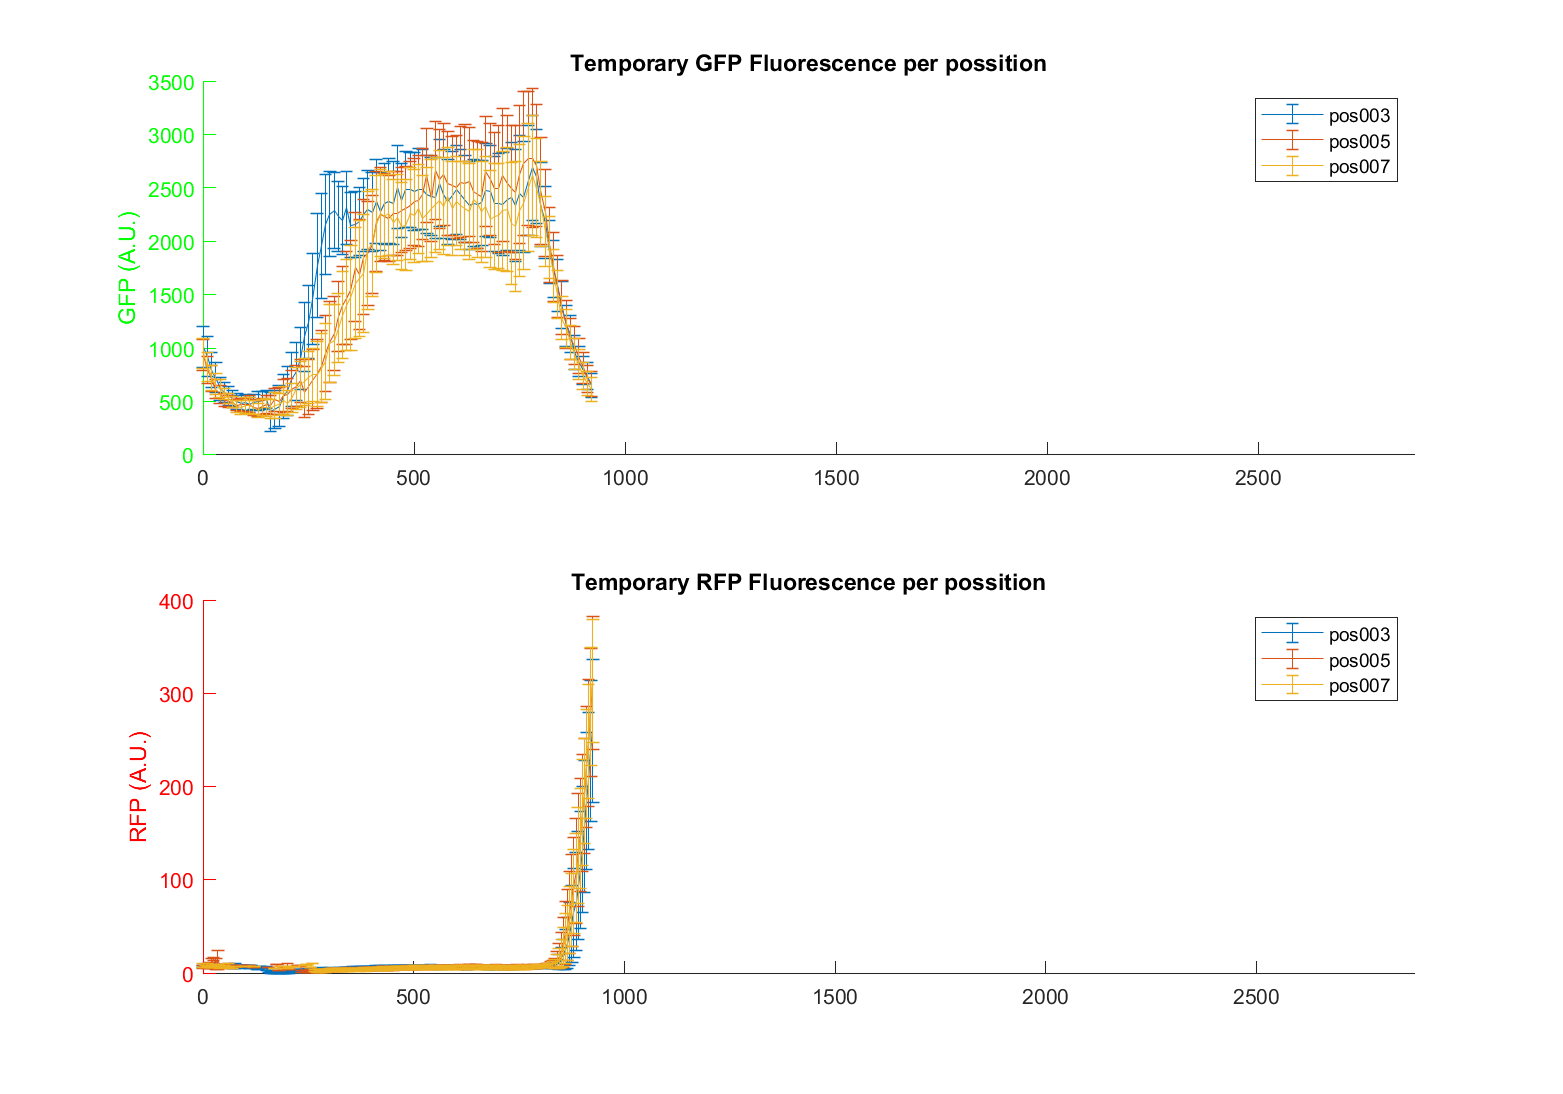 Temporary GFP Fluorescence per possition
3500
3000
2500
2000
1500
1000
500
0
GFP (A.U.)
pos003
pos005
pos007
0 500 1000 1500 2000 2500
Temporary RFP Fluorescence per possition
400
300
200
100
0
RFP (A.U.)
pos003
pos005
pos007
0 500 1000 1500 2000 2500